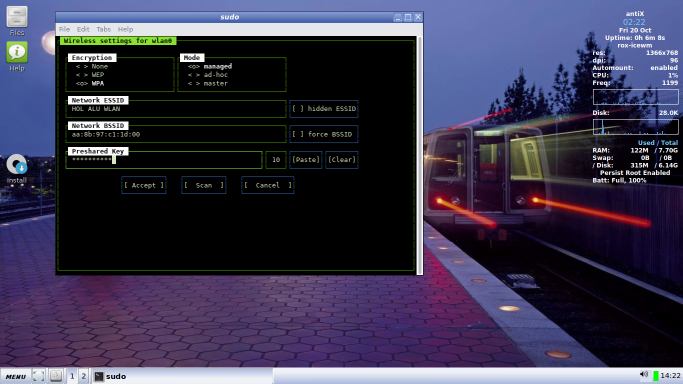 sudo
File Edit Tabs Help
Wireless settings for wlan0
Encryption
< > None
< > WEP
<o> WPA
Mode
<o> managed
< > ad-hoc
< > master
Network ESSID
HOL ALU WLAN
[ ] hidden ESSID
Network BSSID
aa:8b:97:c1:1d:00
[ ] force BSSID
Preshared Key
**********
10
[Paste]
[Clear]
[ Accept ]
[ Scan ]
[ Cancel ]
Files
Help
Install
antiX
02:22
Fri 20 Oct
Uptime: 0h 6m 8s
rox-icewm
res: 1366x768
dpi: 96
Automount: enabled
CPU: 1%
Freq: 1199
Disk: 28.0K
Used / Total
RAM: 122M / 7.70G
Swap: 0B / 0B
Disk: 315M / 6.14G
Persist Root Enabled
Batt: Full, 100%
MENU
1 2
sudo
14:22